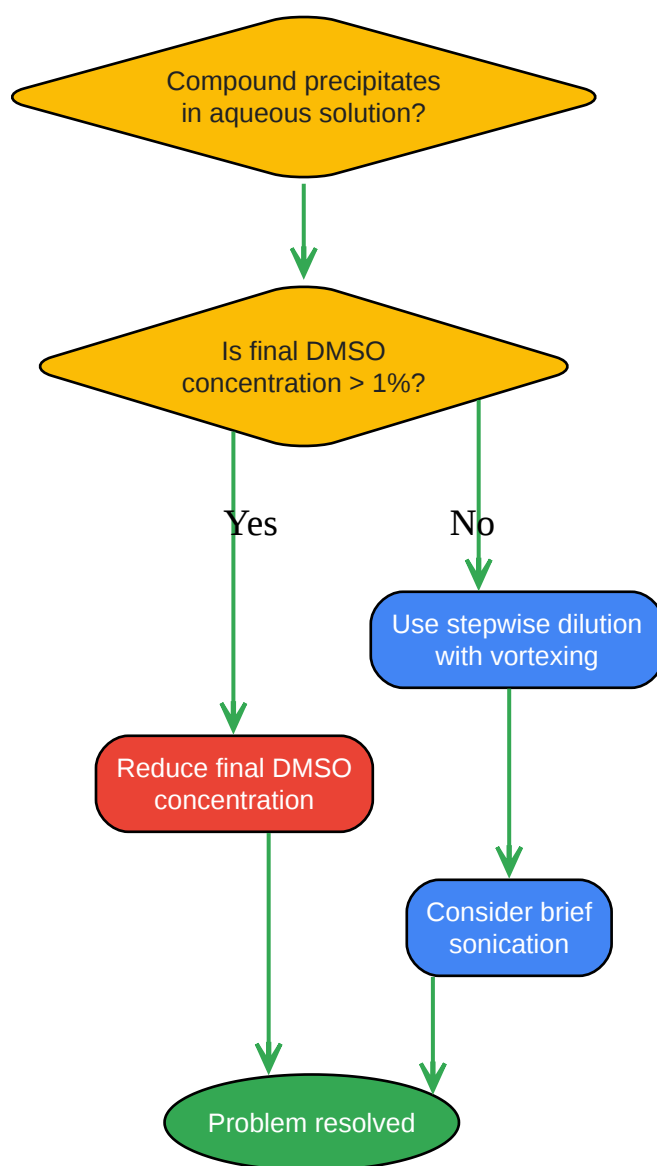 Compound precipitates
in aqueous solution?
Is final DMSO
concentration > 1%?
Yes
No
Use stepwise dilution
with vortexing
Reduce final DMSO
concentration
Consider brief
sonication
Problem resolved